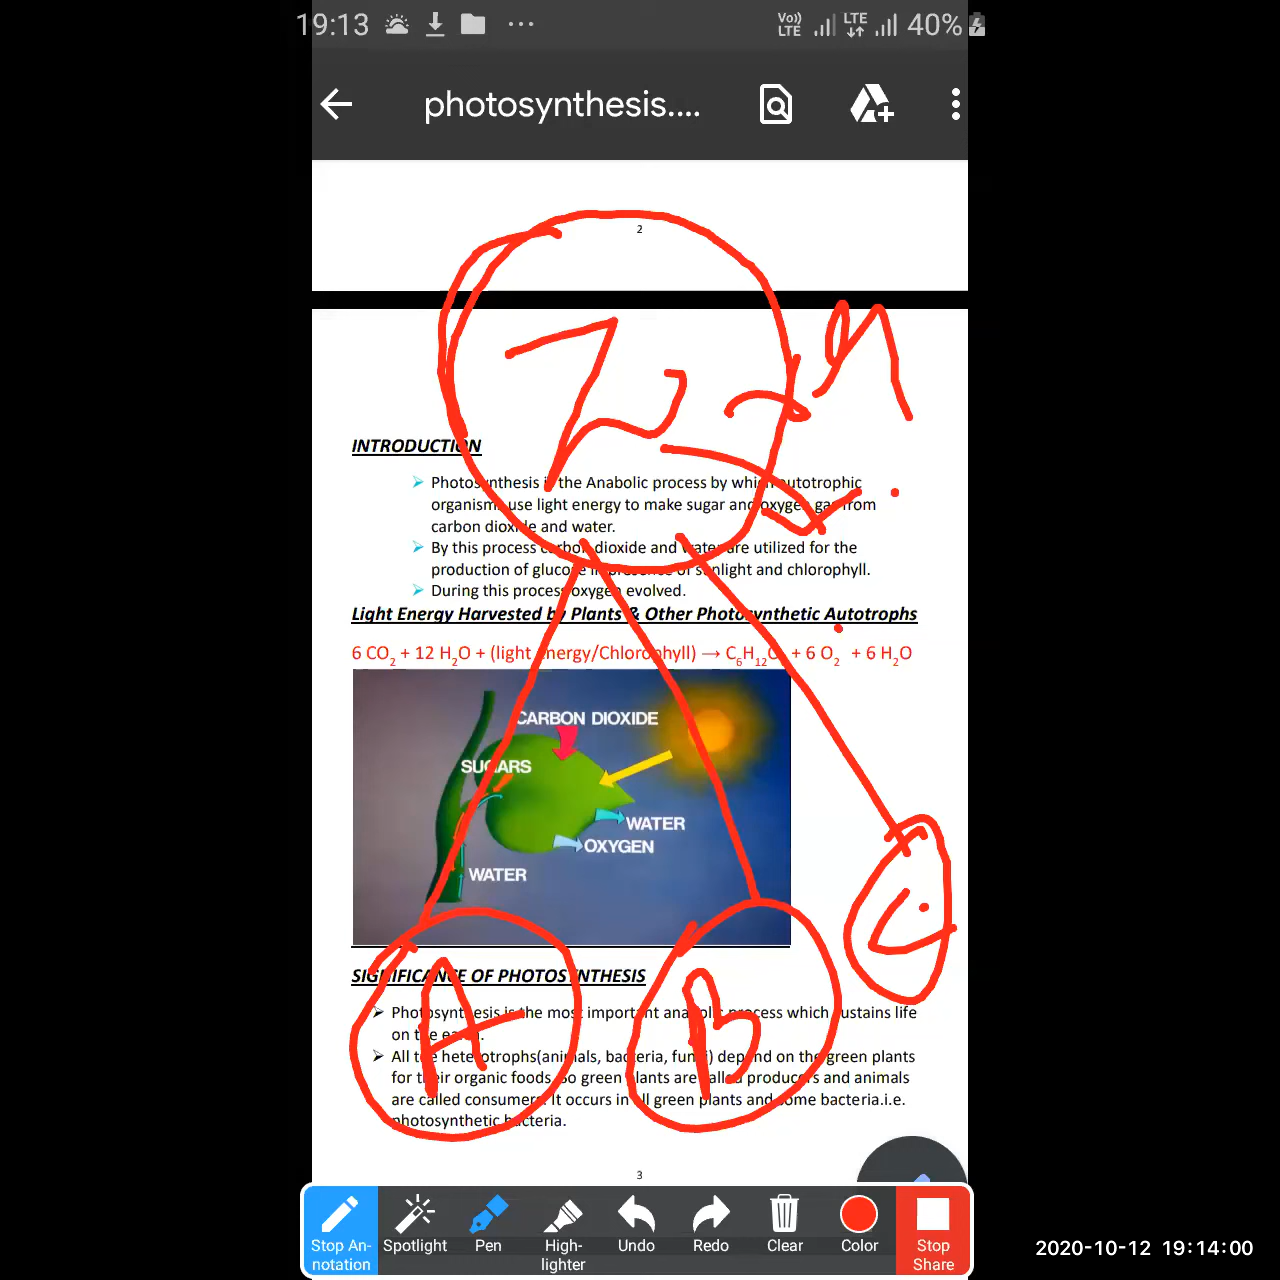 19:13 ... Vo)) LTE LTE 40%
photosynthesis....
2
INTRODUCTION
➢ Photosynthesis is the Anabolic process by which autotrophic
organisms use light energy to make sugar and oxygen gas from
carbon dioxide and water.
➢ By this process carbon dioxide and water are utilized for the
production of glucose in presence of sunlight and chlorophyll.
➢ During this process oxygen evolved.
Light Energy Harvested by Plants & Other Photosynthetic Autotrophs
6 CO2 + 12 H2O + (light energy/Chlorophyll) → C6H12O6 + 6 O2 + 6 H2O
CARBON DIOXIDE
SUGARS
WATER
OXYGEN
WATER
A B
SIGNIFICANCE OF PHOTOSYNTHESIS
➢ Photosynthesis is the most important anabolic process which sustains life
on the earth.
➢ All the heterotrophs(animals, bacteria, fungi) depend on the green plants
for their organic foods, so green plants are called producers and animals
are called consumers. It occurs in all green plants and some bacteria.i.e.
photosynthetic bacteria.
3
Stop An-
notation
Spotlight
Pen
High-
lighter
Undo
Redo
Clear
Color
Stop
Share
2020-10-12 19:14:00